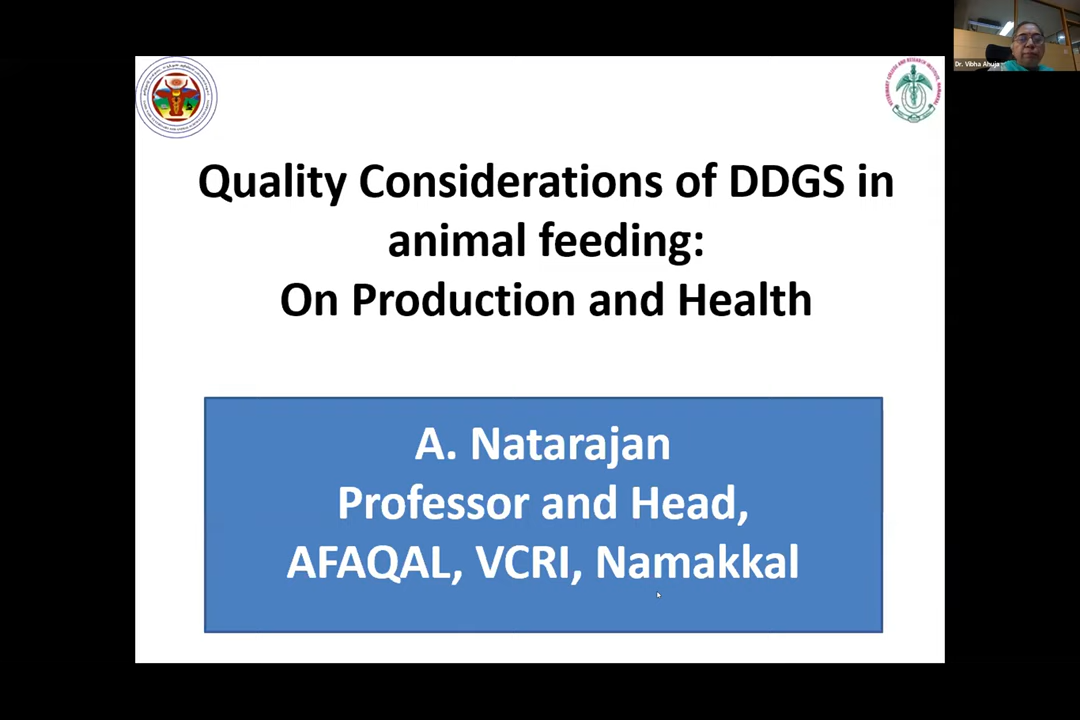 Dr. Vibha Ahuja
Quality Considerations of DDGS in
animal feeding:
On Production and Health
A. Natarajan
Professor and Head,
AFAQAL, VCRI, Namakkal